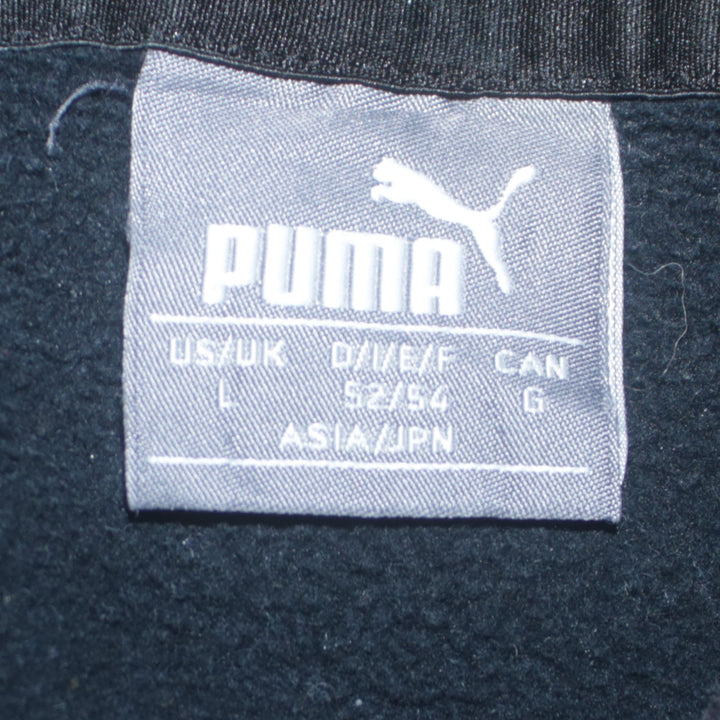 PUMA
US/UK D/I/E/F CAN
L 52/54 G
ASIA/JPN